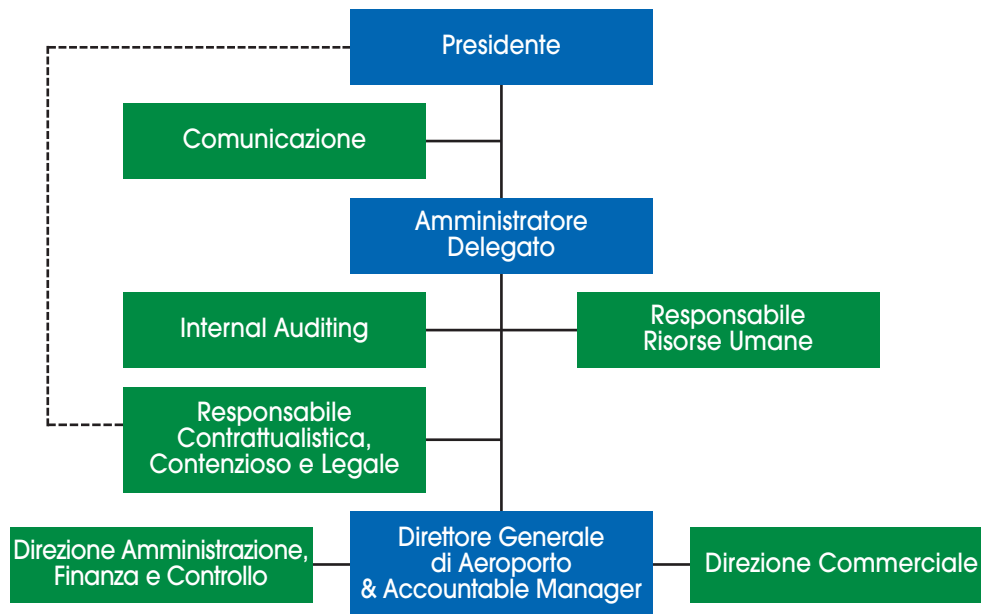 Presidente
Comunicazione
Amministratore
Delegato
Internal Auditing
Responsabile
Risorse Umane
Responsabile
Contrattualistica,
Contenzioso e Legale
Direzione Amministrazione,
Finanza e Controllo
Direttore Generale
di Aeroporto
& Accountable Manager
Direzione Commerciale